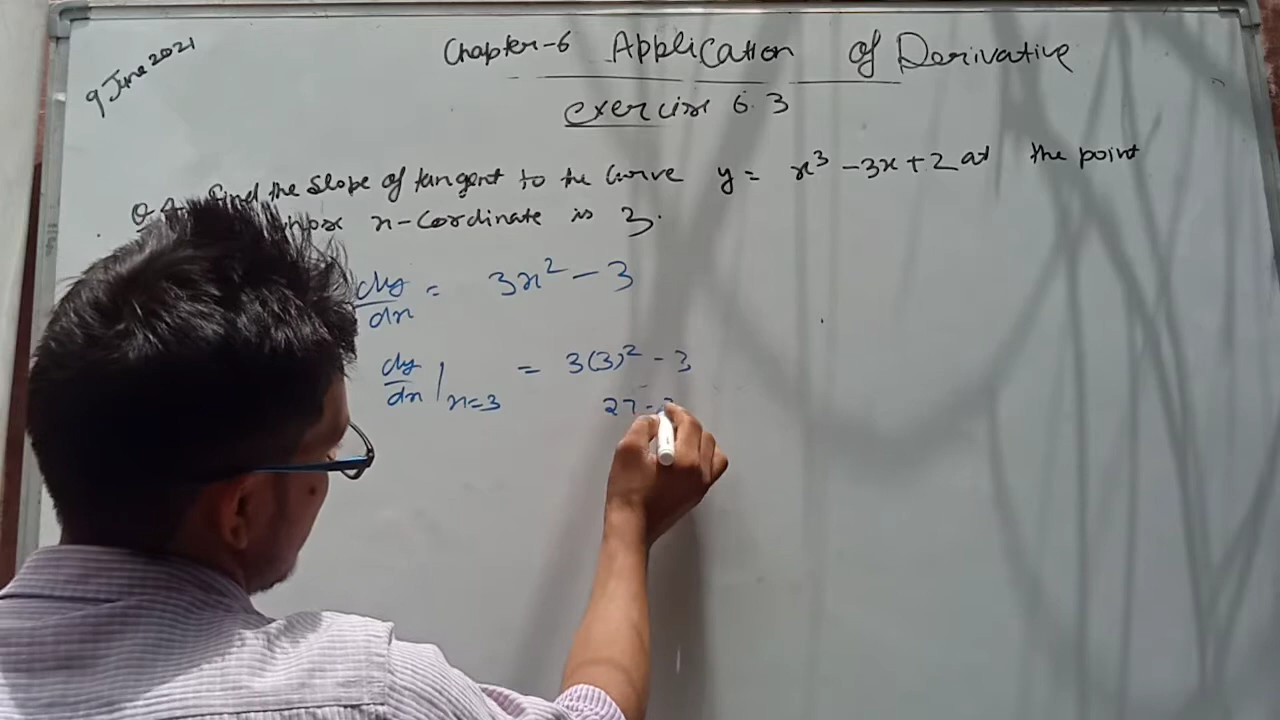 9 June 2021
Chapter-6 Application of Derivative
exercise 6.3
Find the slope of tangent to the curve y = x³ - 3x + 2 at the point
x-Cordinate is 3.
dy/dx = 3x² - 3
dy/dx |x=3 = 3(3)² - 3
27 -